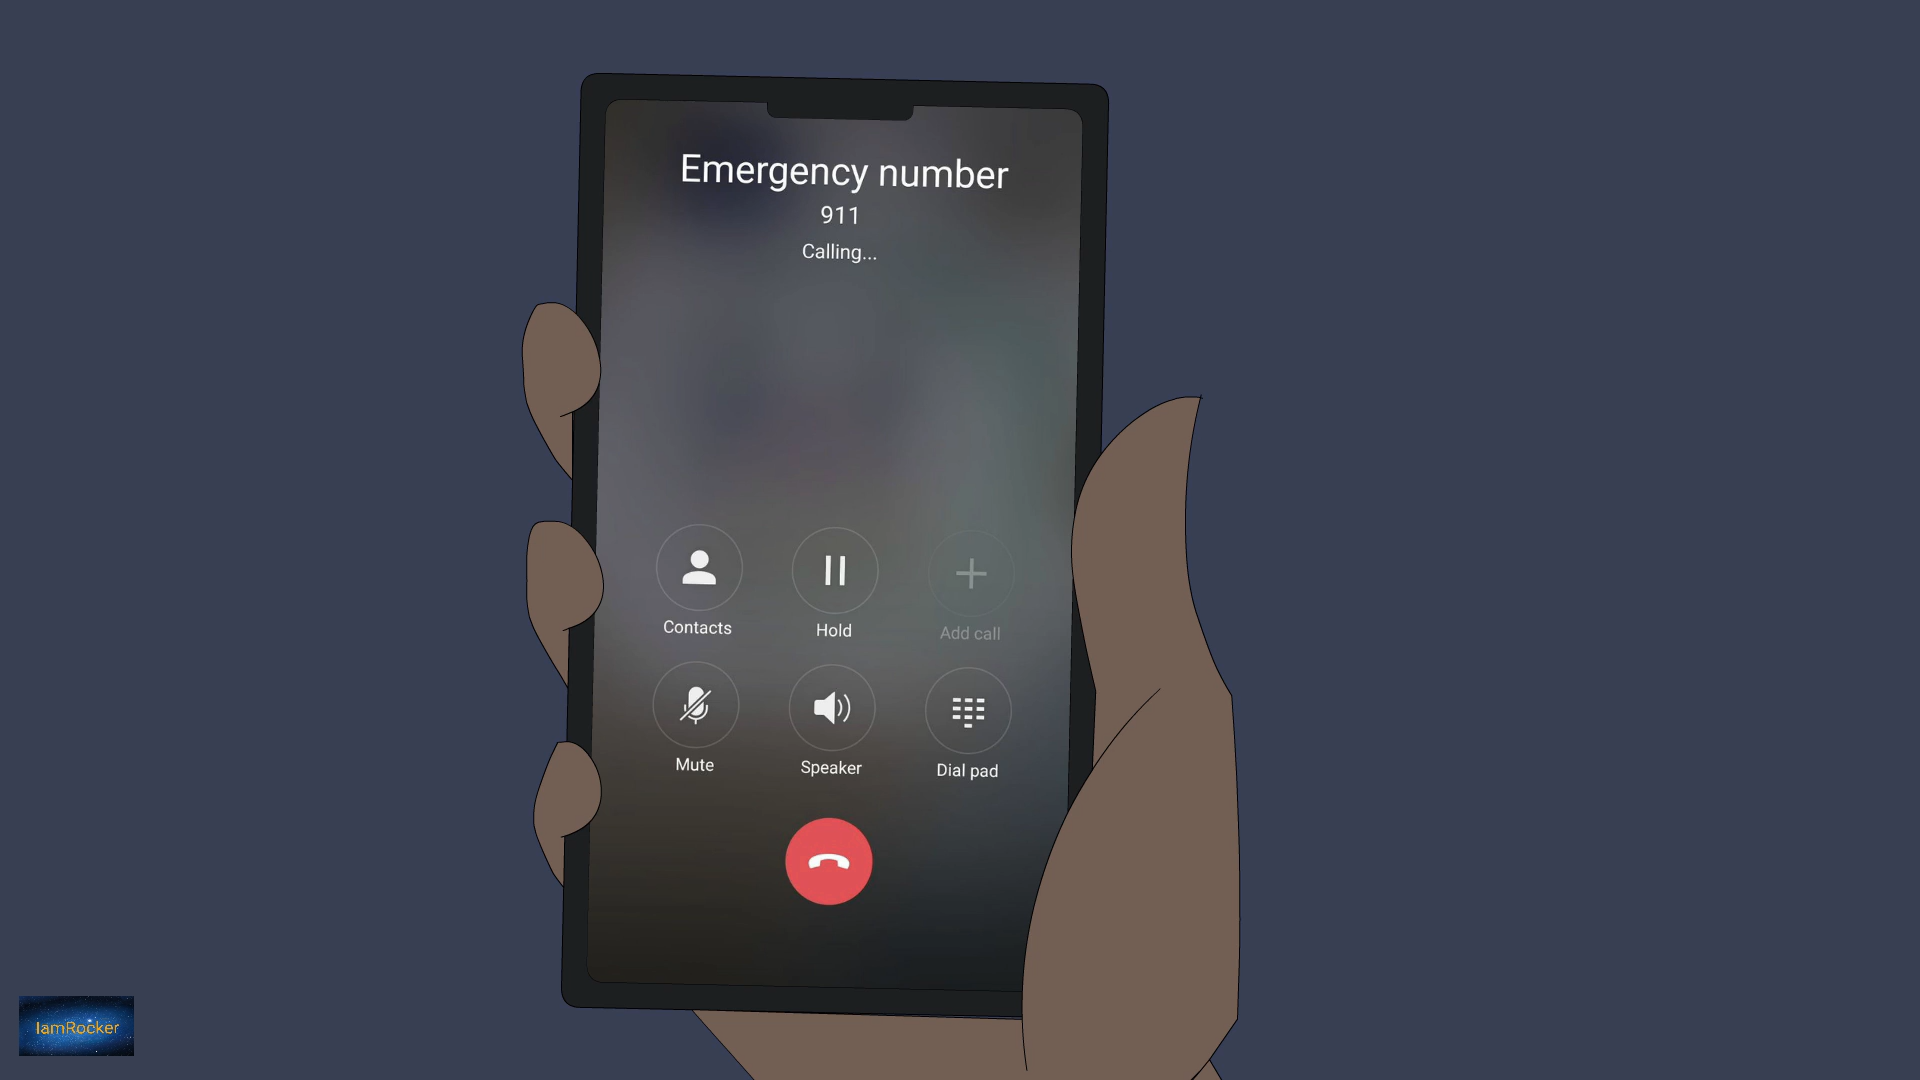 Emergency number
911
Calling...
Contacts
Hold
Add call
Mute
Speaker
Dial pad
IamRocker